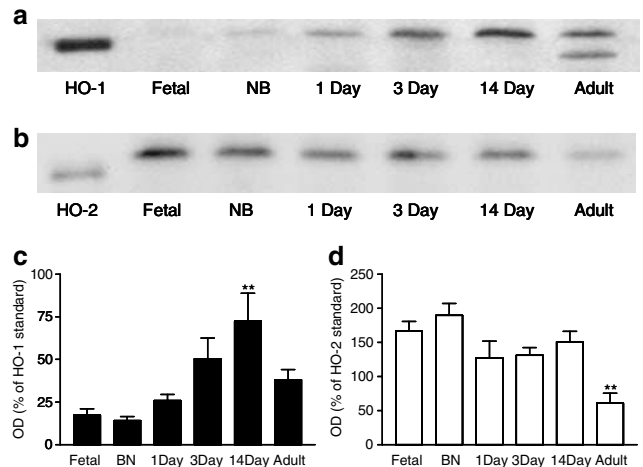 a
HO-1 Fetal NB 1 Day 3 Day 14 Day Adult
b
HO-2 Fetal NB 1 Day 3 Day 14 Day Adult
c
OD (% of HO-1 standard)
100
75
50
25
0
**
Fetal BN 1Day 3Day 14Day Adult
d
OD (% of HO-2 standard)
250
200
150
100
50
0
**
Fetal BN 1Day 3Day 14Day Adult